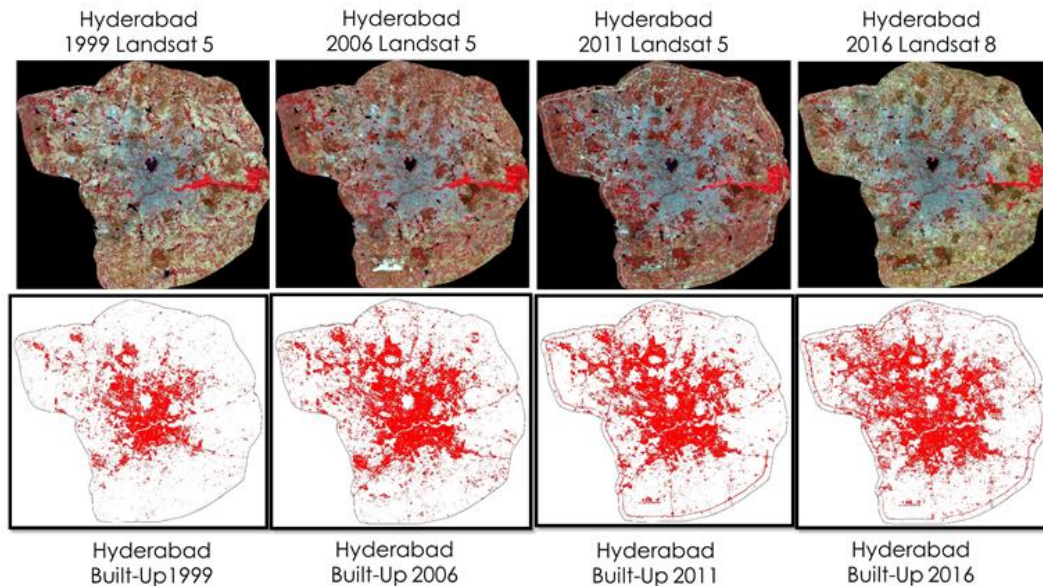 Hyderabad
1999 Landsat 5
Hyderabad
2006 Landsat 5
Hyderabad
2011 Landsat 5
Hyderabad
2016 Landsat 8
Hyderabad
Built-Up1999
Hyderabad
Built-Up 2006
Hyderabad
Built-Up 2011
Hyderabad
Built-Up 2016